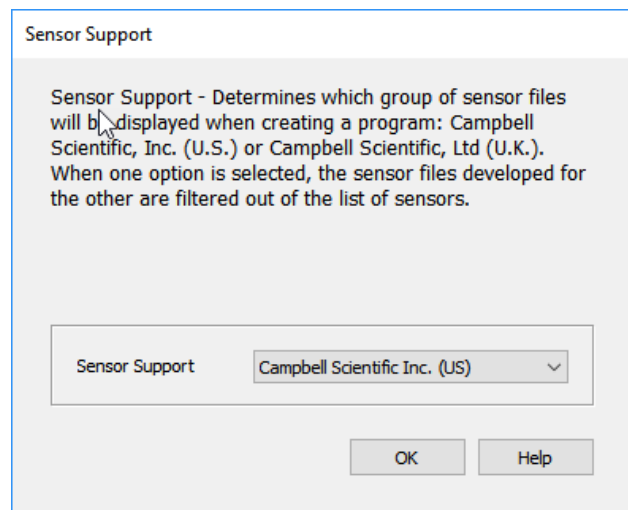 Sensor Support
Sensor Support - Determines which group of sensor files
will be displayed when creating a program: Campbell
Scientific, Inc. (U.S.) or Campbell Scientific, Ltd (U.K.).
When one option is selected, the sensor files developed for
the other are filtered out of the list of sensors.
Sensor Support Campbell Scientific Inc. (US)
OK Help